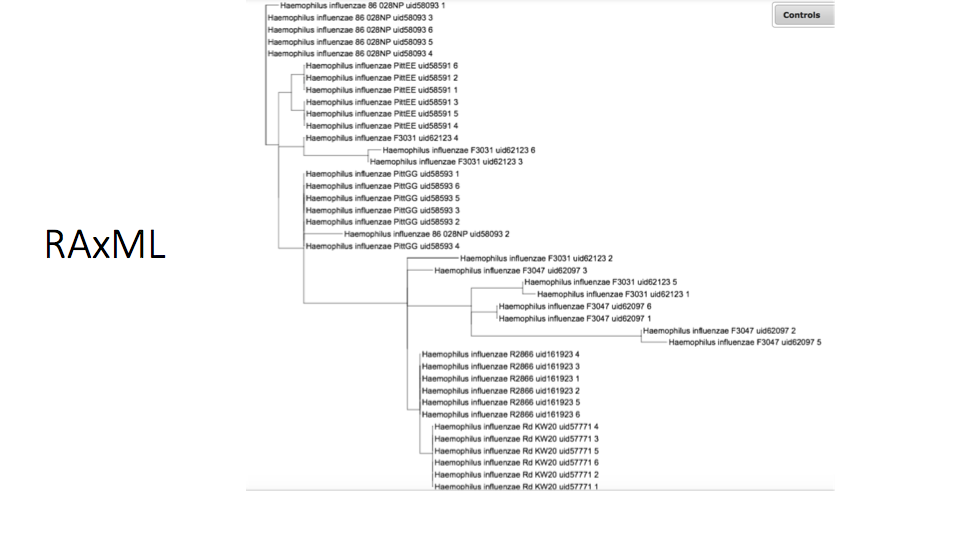 Haemophilus influenzae 86 028NP uid58093 1
Controls
Haemophilus influenzae 86 028NP uid58093 3
Haemophilus influenzae 86 028NP uid58093 6
Haemophilus influenzae 86 028NP uid58093 5
Haemophilus influenzae 86 028NP uid58093 4
Haemophilus influenzae PittEE uid58591 6
Haemophilus influenzae PittEE uid58591 2
Haemophilus influenzae PittEE uid58591 1
Haemophilus influenzae PittEE uid58591 3
Haemophilus influenzae PittEE uid58591 5
Haemophilus influenzae PittEE uid58591 4
Haemophilus influenzae F3031 uid62123 4
Haemophilus influenzae F3031 uid62123 6
Haemophilus influenzae F3031 uid62123 3
Haemophilus influenzae PittGG uid58593 1
Haemophilus influenzae PittGG uid58593 6
Haemophilus influenzae PittGG uid58593 5
Haemophilus influenzae PittGG uid58593 3
Haemophilus influenzae PittGG uid58593 2
Haemophilus influenzae 86 028NP uid58093 2
Haemophilus influenzae PittGG uid58593 4
RAxML
Haemophilus influenzae F3031 uid62123 2
Haemophilus influenzae F3047 uid62097 3
Haemophilus influenzae F3031 uid62123 5
Haemophilus influenzae F3031 uid62123 1
Haemophilus influenzae F3047 uid62097 6
Haemophilus influenzae F3047 uid62097 1
Haemophilus influenzae F3047 uid62097 2
Haemophilus influenzae F3047 uid62097 5
Haemophilus influenzae R2866 uid161923 4
Haemophilus influenzae R2866 uid161923 3
Haemophilus influenzae R2866 uid161923 1
Haemophilus influenzae R2866 uid161923 2
Haemophilus influenzae R2866 uid161923 5
Haemophilus influenzae R2866 uid161923 6
Haemophilus influenzae Rd KW20 uid57771 4
Haemophilus influenzae Rd KW20 uid57771 3
Haemophilus influenzae Rd KW20 uid57771 5
Haemophilus influenzae Rd KW20 uid57771 6
Haemophilus influenzae Rd KW20 uid57771 2
Haemophilus influenzae Rd KW20 uid57771 1